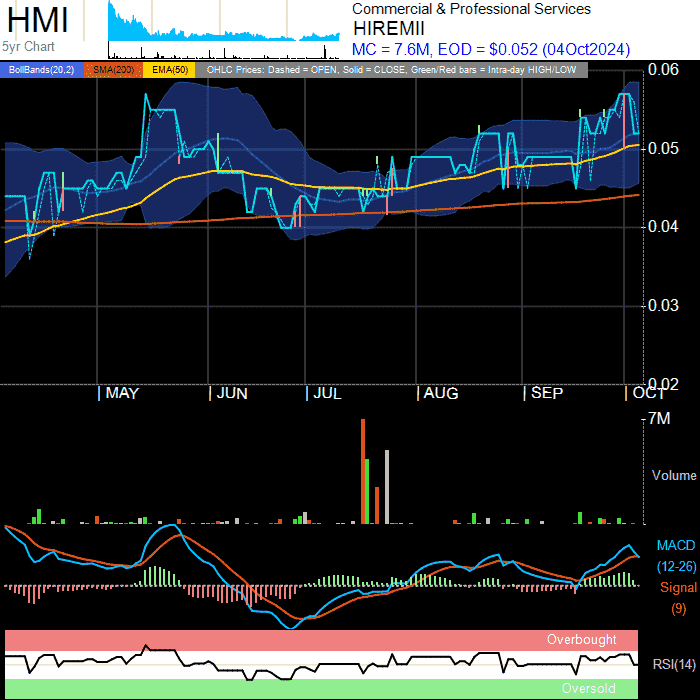 HMI
5yr Chart
Commercial & Professional Services
HIREMII
MC = 7.6M, EOD = $0.052 (04Oct2024)
BollBands(20,2) SMA(200) EMA(50) OHLC Prices: Dashed = OPEN, Solid = CLOSE, Green/Red bars = Intra-day HIGH/LOW
0.06
0.05
0.04
0.03
0.02
| MAY | JUN | JUL | AUG | SEP | OCT
7M
Volume
MACD
(12-26)
Signal
(9)
Overbought
RSI(14)
Oversold